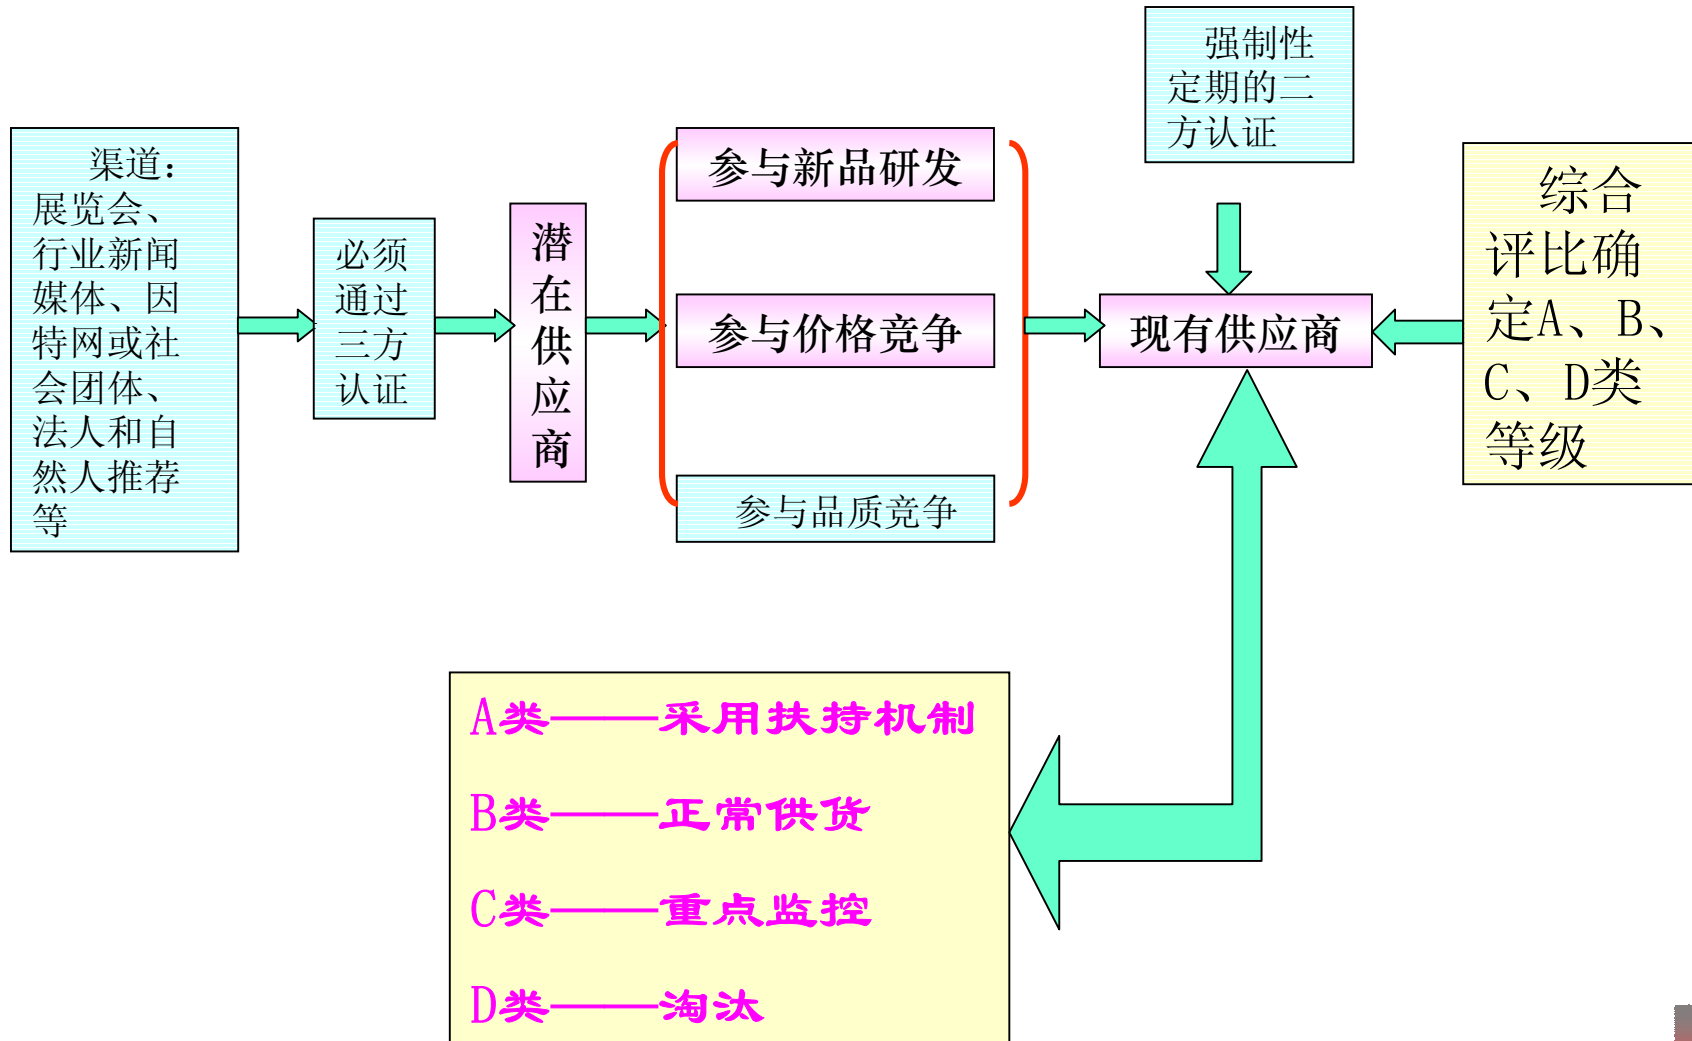 渠道：
展览会、
行业新闻
媒体、因
特网或社
会团体、
法人和自
然人推荐
等
必须
通过
三方
认证
潜
在
供
应
商
参与新品研发
参与价格竞争
参与品质竞争
强制性
定期的二
方认证
现有供应商
综合
评比确
定A、B、
C、D类
等级
A类——采用扶持机制
B类——正常供货
C类——重点监控
D类——淘汰